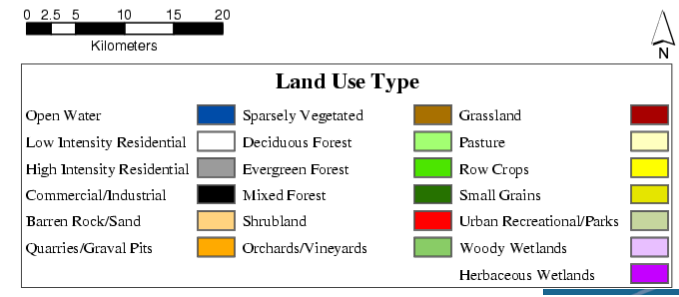 0 2.5 5 10 15 20
Kilometers
N
Land Use Type
Open Water Sparsely Vegetated Grassland
Low Intensity Residential Deciduous Forest Pasture
High Intensity Residential Evergreen Forest Row Crops
Commercial/Industrial Mixed Forest Small Grains
Barren Rock/Sand Shrubland Urban Recreational/Parks
Quarries/Graval Pits Orchards/Vineyards Woody Wetlands
Herbaceous Wetlands